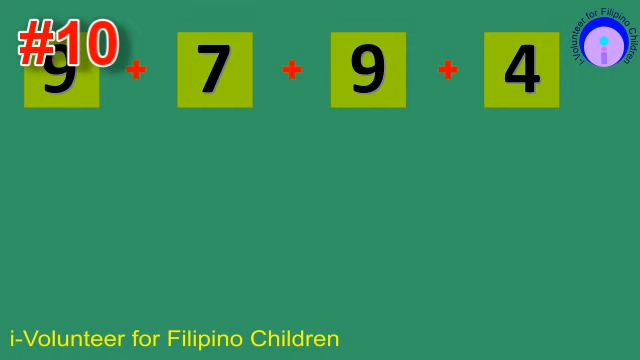 #10
9 + 7 + 9 + 4
i-Volunteer for Filipino Children
i-Volunteer for Filipino Children